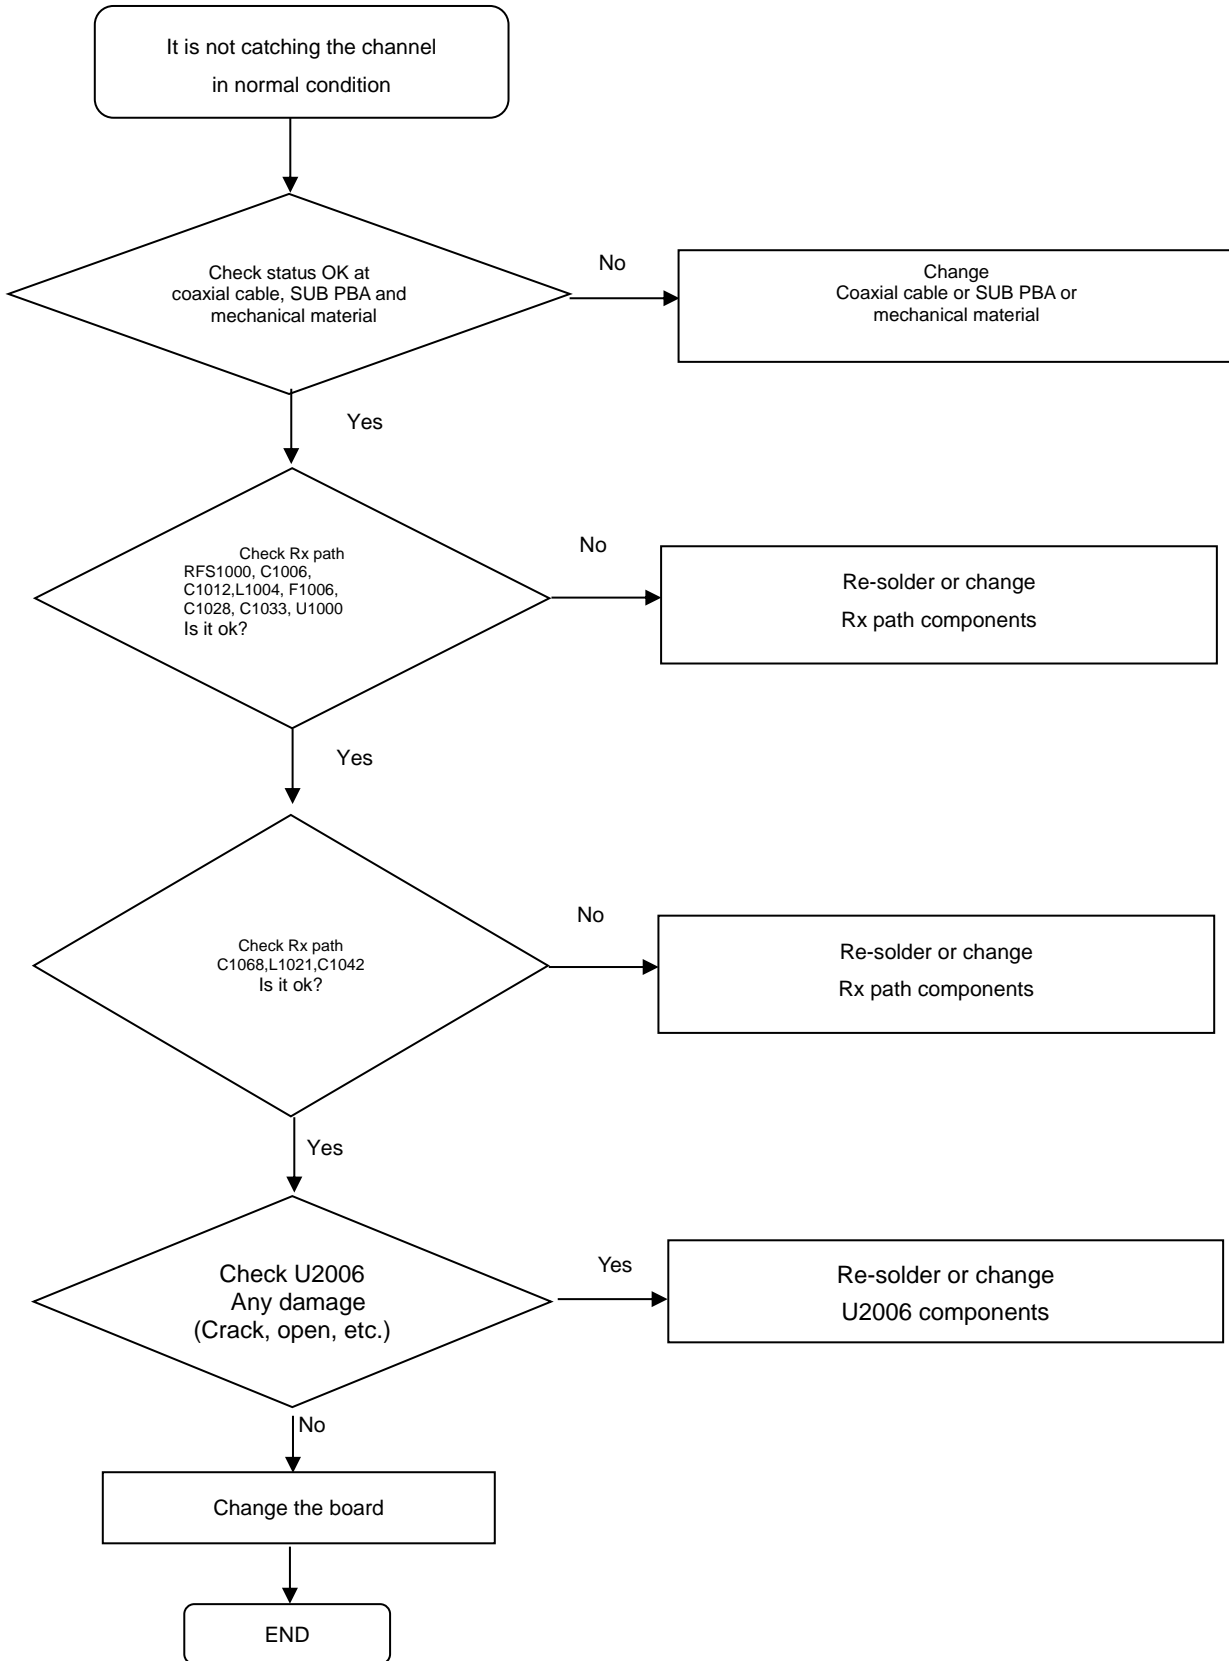 It is not catching the channel
in normal condition
Check status OK at
coaxial cable, SUB PBA and
mechanical material
No
Change
Coaxial cable or SUB PBA or
mechanical material
Yes
Check Rx path
RFS1000, C1006,
C1012,L1004, F1006,
C1028, C1033, U1000
Is it ok?
No
Re-solder or change
Rx path components
Yes
Check Rx path
C1068,L1021,C1042
Is it ok?
No
Re-solder or change
Rx path components
Yes
Check U2006
Any damage
(Crack, open, etc.)
Yes
Re-solder or change
U2006 components
No
Change the board
END